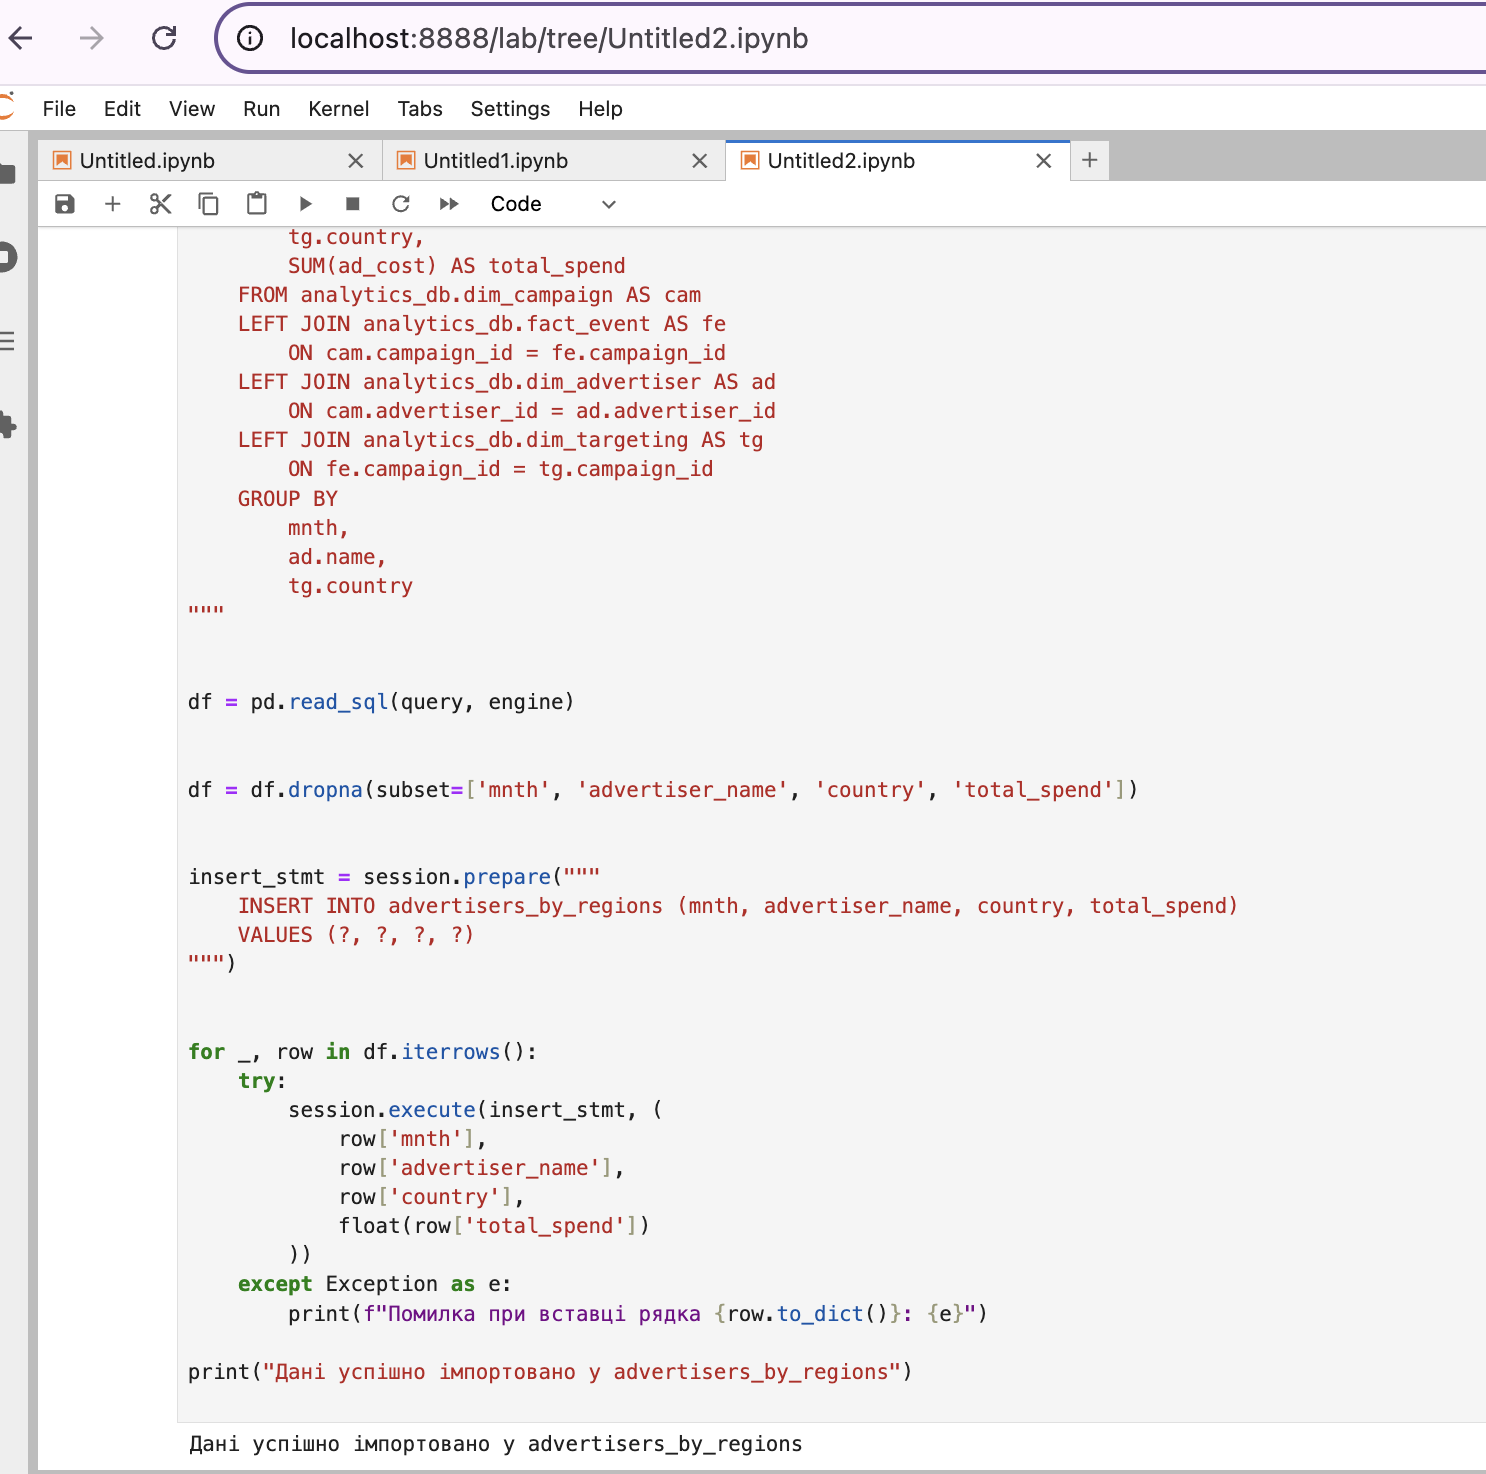 localhost:8888/lab/tree/Untitled2.ipynb
File Edit View Run Kernel Tabs Settings Help
Untitled.ipynb Untitled1.ipynb Untitled2.ipynb
Code
tg.country,
SUM(ad_cost) AS total_spend
FROM analytics_db.dim_campaign AS cam
LEFT JOIN analytics_db.fact_event AS fe
ON cam.campaign_id = fe.campaign_id
LEFT JOIN analytics_db.dim_advertiser AS ad
ON cam.advertiser_id = ad.advertiser_id
LEFT JOIN analytics_db.dim_targeting AS tg
ON fe.campaign_id = tg.campaign_id
GROUP BY
mnth,
ad.name,
tg.country
"""
df = pd.read_sql(query, engine)
df = df.dropna(subset=['mnth', 'advertiser_name', 'country', 'total_spend'])
insert_stmt = session.prepare("""
INSERT INTO advertisers_by_regions (mnth, advertiser_name, country, total_spend)
VALUES (?, ?, ?, ?)
""")
for _, row in df.iterrows():
try:
session.execute(insert_stmt, (
row['mnth'],
row['advertiser_name'],
row['country'],
float(row['total_spend'])
))
except Exception as e:
print(f"Помилка при вставці рядка {row.to_dict()}: {e}")
print("Дані успішно імпортовано у advertisers_by_regions")
Дані успішно імпортовано у advertisers_by_regions